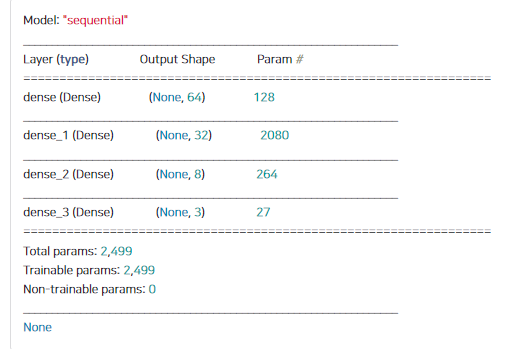 Model: "sequential"
_________________________________________________________________
Layer (type) Output Shape Param #
=================================================================
dense (Dense) (None, 64) 128
_________________________________________________________________
dense_1 (Dense) (None, 32) 2080
_________________________________________________________________
dense_2 (Dense) (None, 8) 264
_________________________________________________________________
dense_3 (Dense) (None, 3) 27
=================================================================
Total params: 2,499
Trainable params: 2,499
Non-trainable params: 0
_________________________________________________________________
None